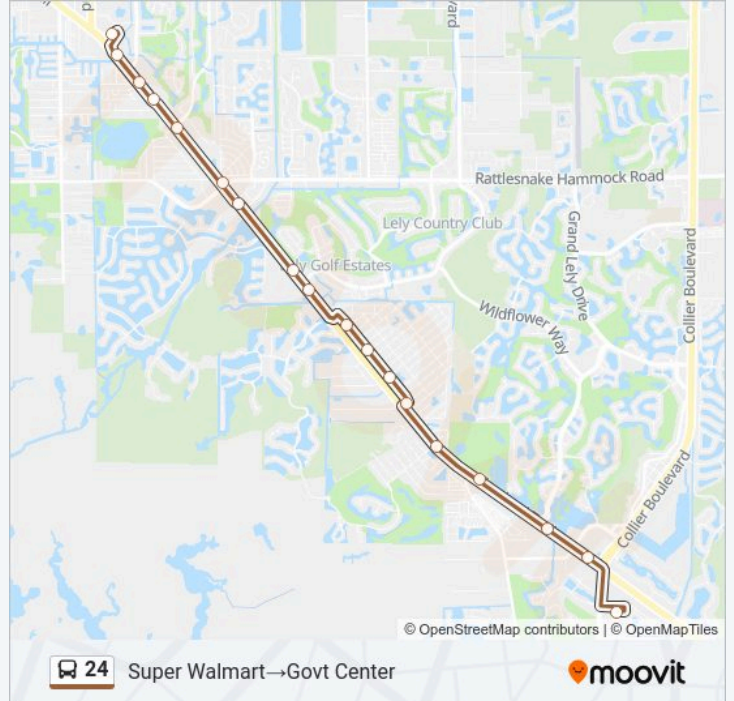 Rattlesnake Hammock Road
Lely Country Club
Grand Lely Drive
Golf Estates
Collier Boulevard
Wildflower Way
Collier Boulevard
© OpenStreetMap contributors | © OpenMapTiles
24 Super Walmart→Govt Center
moovit